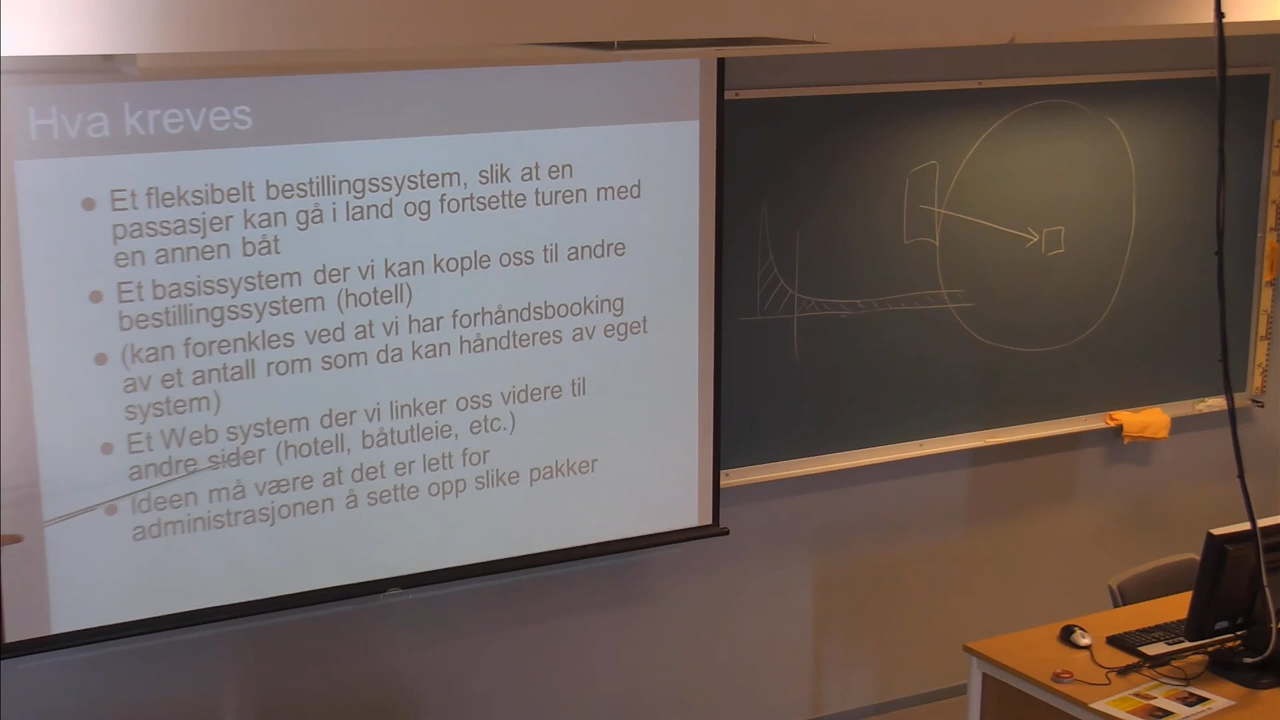 Hva kreves
Et fleksibelt bestillingssystem, slik at en
passasjer kan gå i land og fortsette turen med
en annen båt
Et basissystem der vi kan kople oss til andre
bestillingssystem (hotell)
(kan forenkles ved at vi har forhåndsbooking
av et antall rom som da kan håndteres av eget
system)
Et Web system der vi linker oss videre til
andre sider (hotell, båtutleie, etc.)
Ideen må være at det er lett for
administrasjonen å sette opp slike pakker